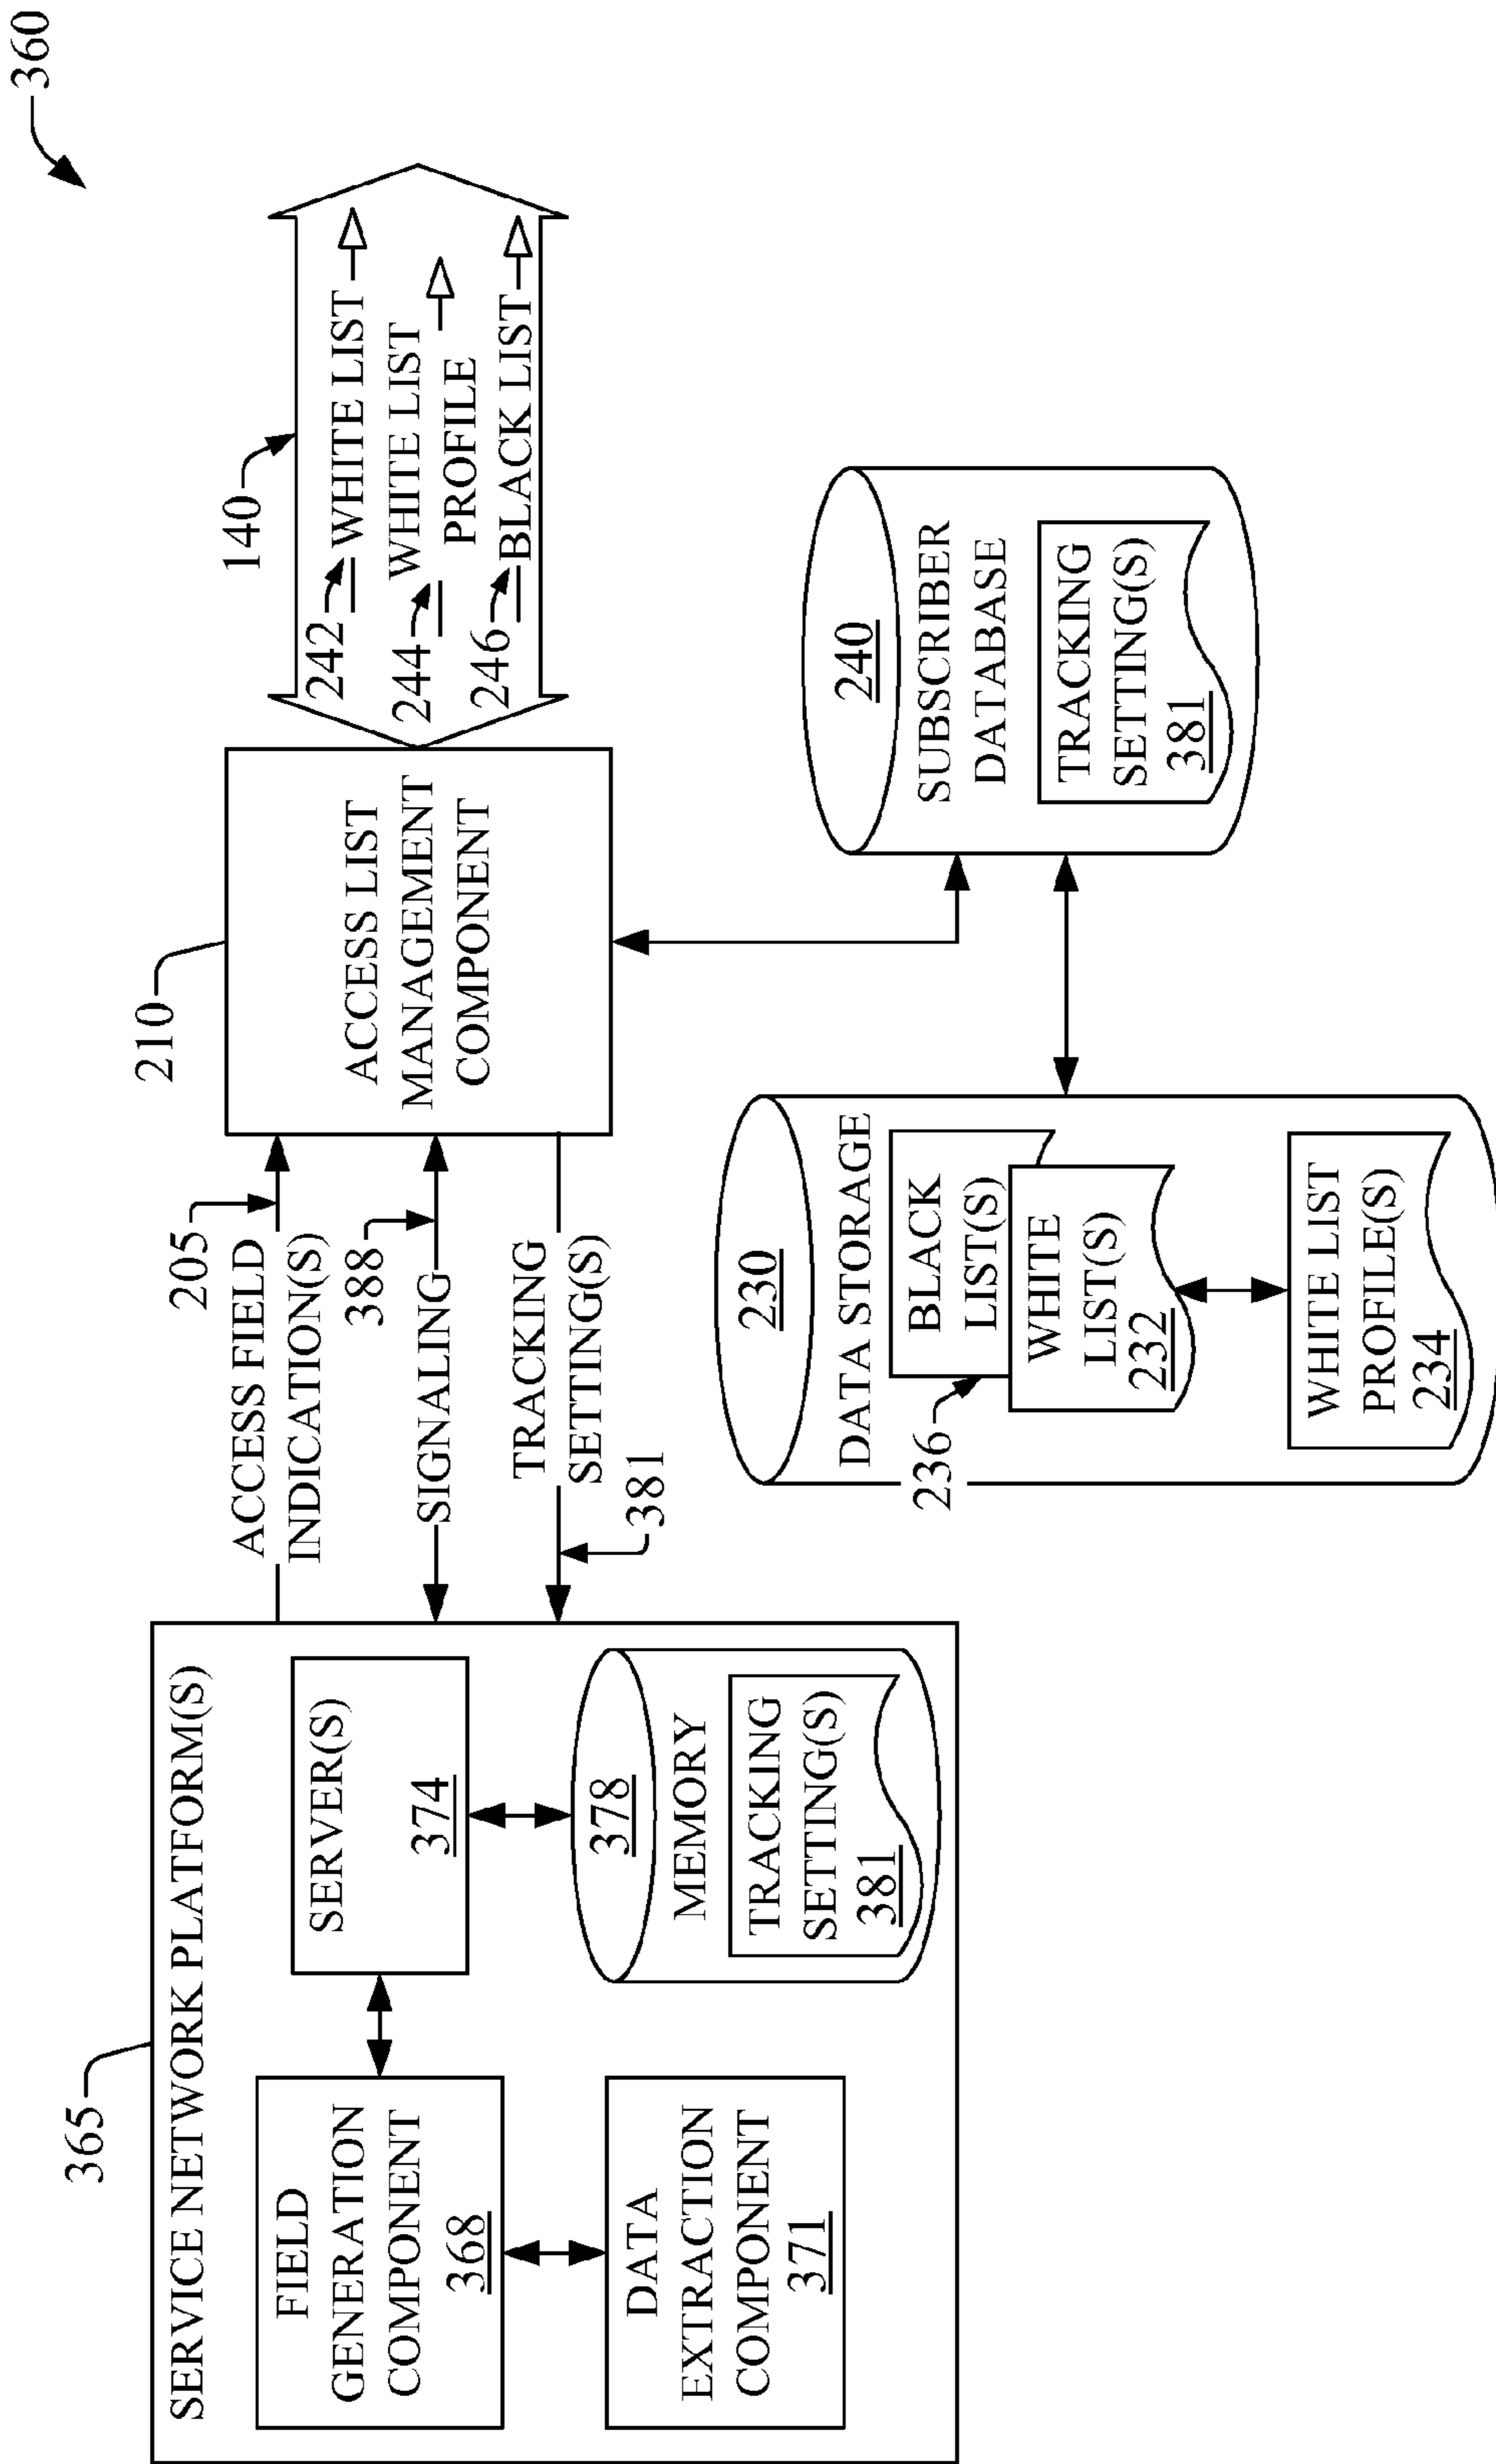 360
365
SERVICE NETWORK PLATFORM(S)
FIELD
GENERATION
COMPONENT
368
DATA
EXTRACTION
COMPONENT
371
SERVER(S)
374
378
MEMORY
TRACKING
SETTING(S)
381
ACCESS FIELD
INDICATION(S)
205
SIGNALING
388
TRACKING
SETTING(S)
381
210
ACCESS LIST
MANAGEMENT
COMPONENT
140
242
WHITE LIST
244
WHITE LIST
PROFILE
246
BLACK LIST
230
DATA STORAGE
BLACK
LIST(S)
236
WHITE
LIST(S)
232
WHITE LIST
PROFILE(S)
234
240
SUBSCRIBER
DATABASE
TRACKING
SETTING(S)
381